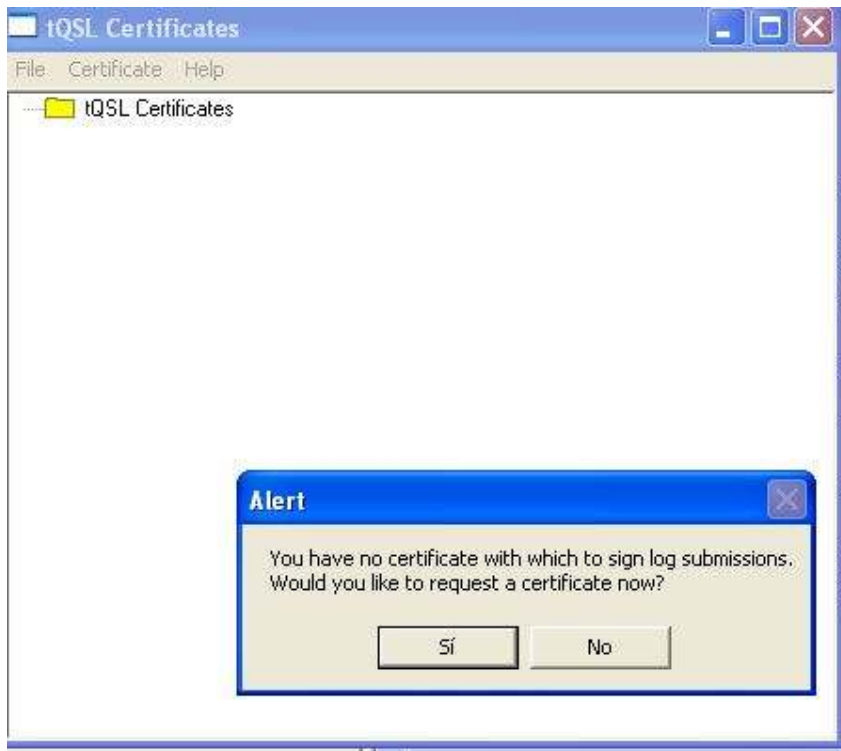 tQSL Certificates
File Certificate Help
tQSL Certificates
Alert
You have no certificate with which to sign log submissions.
Would you like to request a certificate now?
Sí No